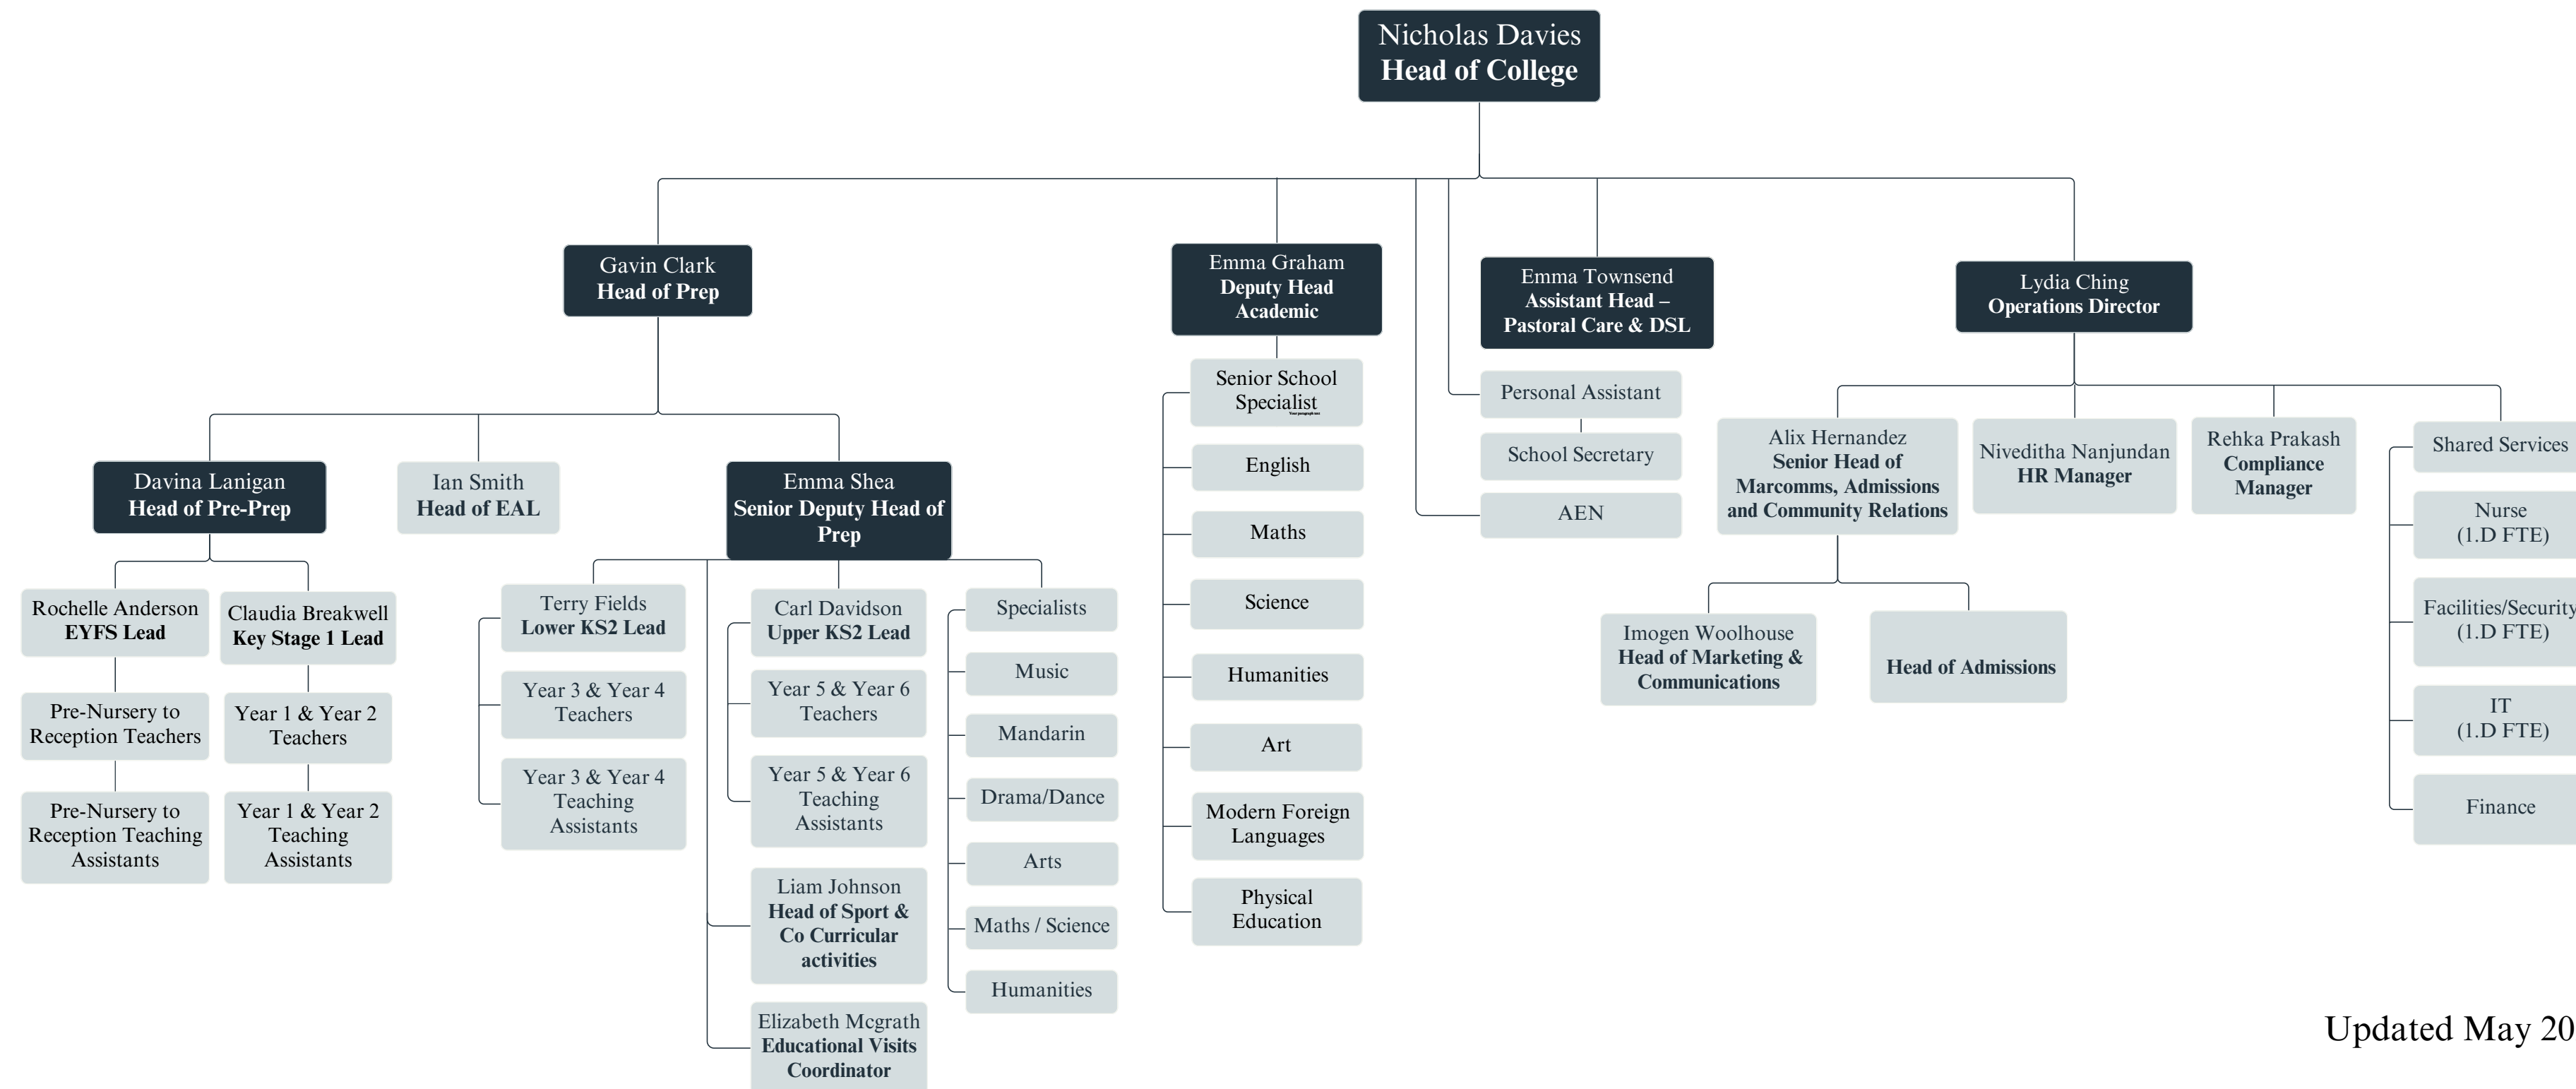 Nicholas Davies
Head of College
Gavin Clark
Head of Prep
Emma Graham
Deputy Head
Academic
Emma Townsend
Assistant Head –
Pastoral Care & DSL
Lydia Ching
Operations Director
Davina Lanigan
Head of Pre-Prep
Ian Smith
Head of EAL
Emma Shea
Senior Deputy Head of
Prep
Rochelle Anderson
EYFS Lead
Pre-Nursery to
Reception Teachers
Pre-Nursery to
Reception Teaching
Assistants
Claudia Breakwell
Key Stage 1 Lead
Year 1 & Year 2
Teachers
Year 1 & Year 2
Teaching
Assistants
Terry Fields
Lower KS2 Lead
Year 3 & Year 4
Teachers
Year 3 & Year 4
Teaching
Assistants
Carl Davidson
Upper KS2 Lead
Year 5 & Year 6
Teachers
Year 5 & Year 6
Teaching
Assistants
Liam Johnson
Head of Sport &
Co Curricular
activities
Elizabeth Mcgrath
Educational Visits
Coordinator
Specialists
Music
Mandarin
Drama/Dance
Arts
Maths / Science
Humanities
Senior School
Specialist
Your paragraph text
English
Maths
Science
Humanities
Art
Modern Foreign
Languages
Physical
Education
Personal Assistant
School Secretary
AEN
Alix Hernandez
Senior Head of
Marcomms, Admissions
and Community Relations
Imogen Woolhouse
Head of Marketing &
Communications
Head of Admissions
Niveditha Nanjundan
HR Manager
Rehka Prakash
Compliance
Manager
Shared Services
Nurse
(1.D FTE)
Facilities/Security
(1.D FTE)
IT
(1.D FTE)
Finance
Updated May 20